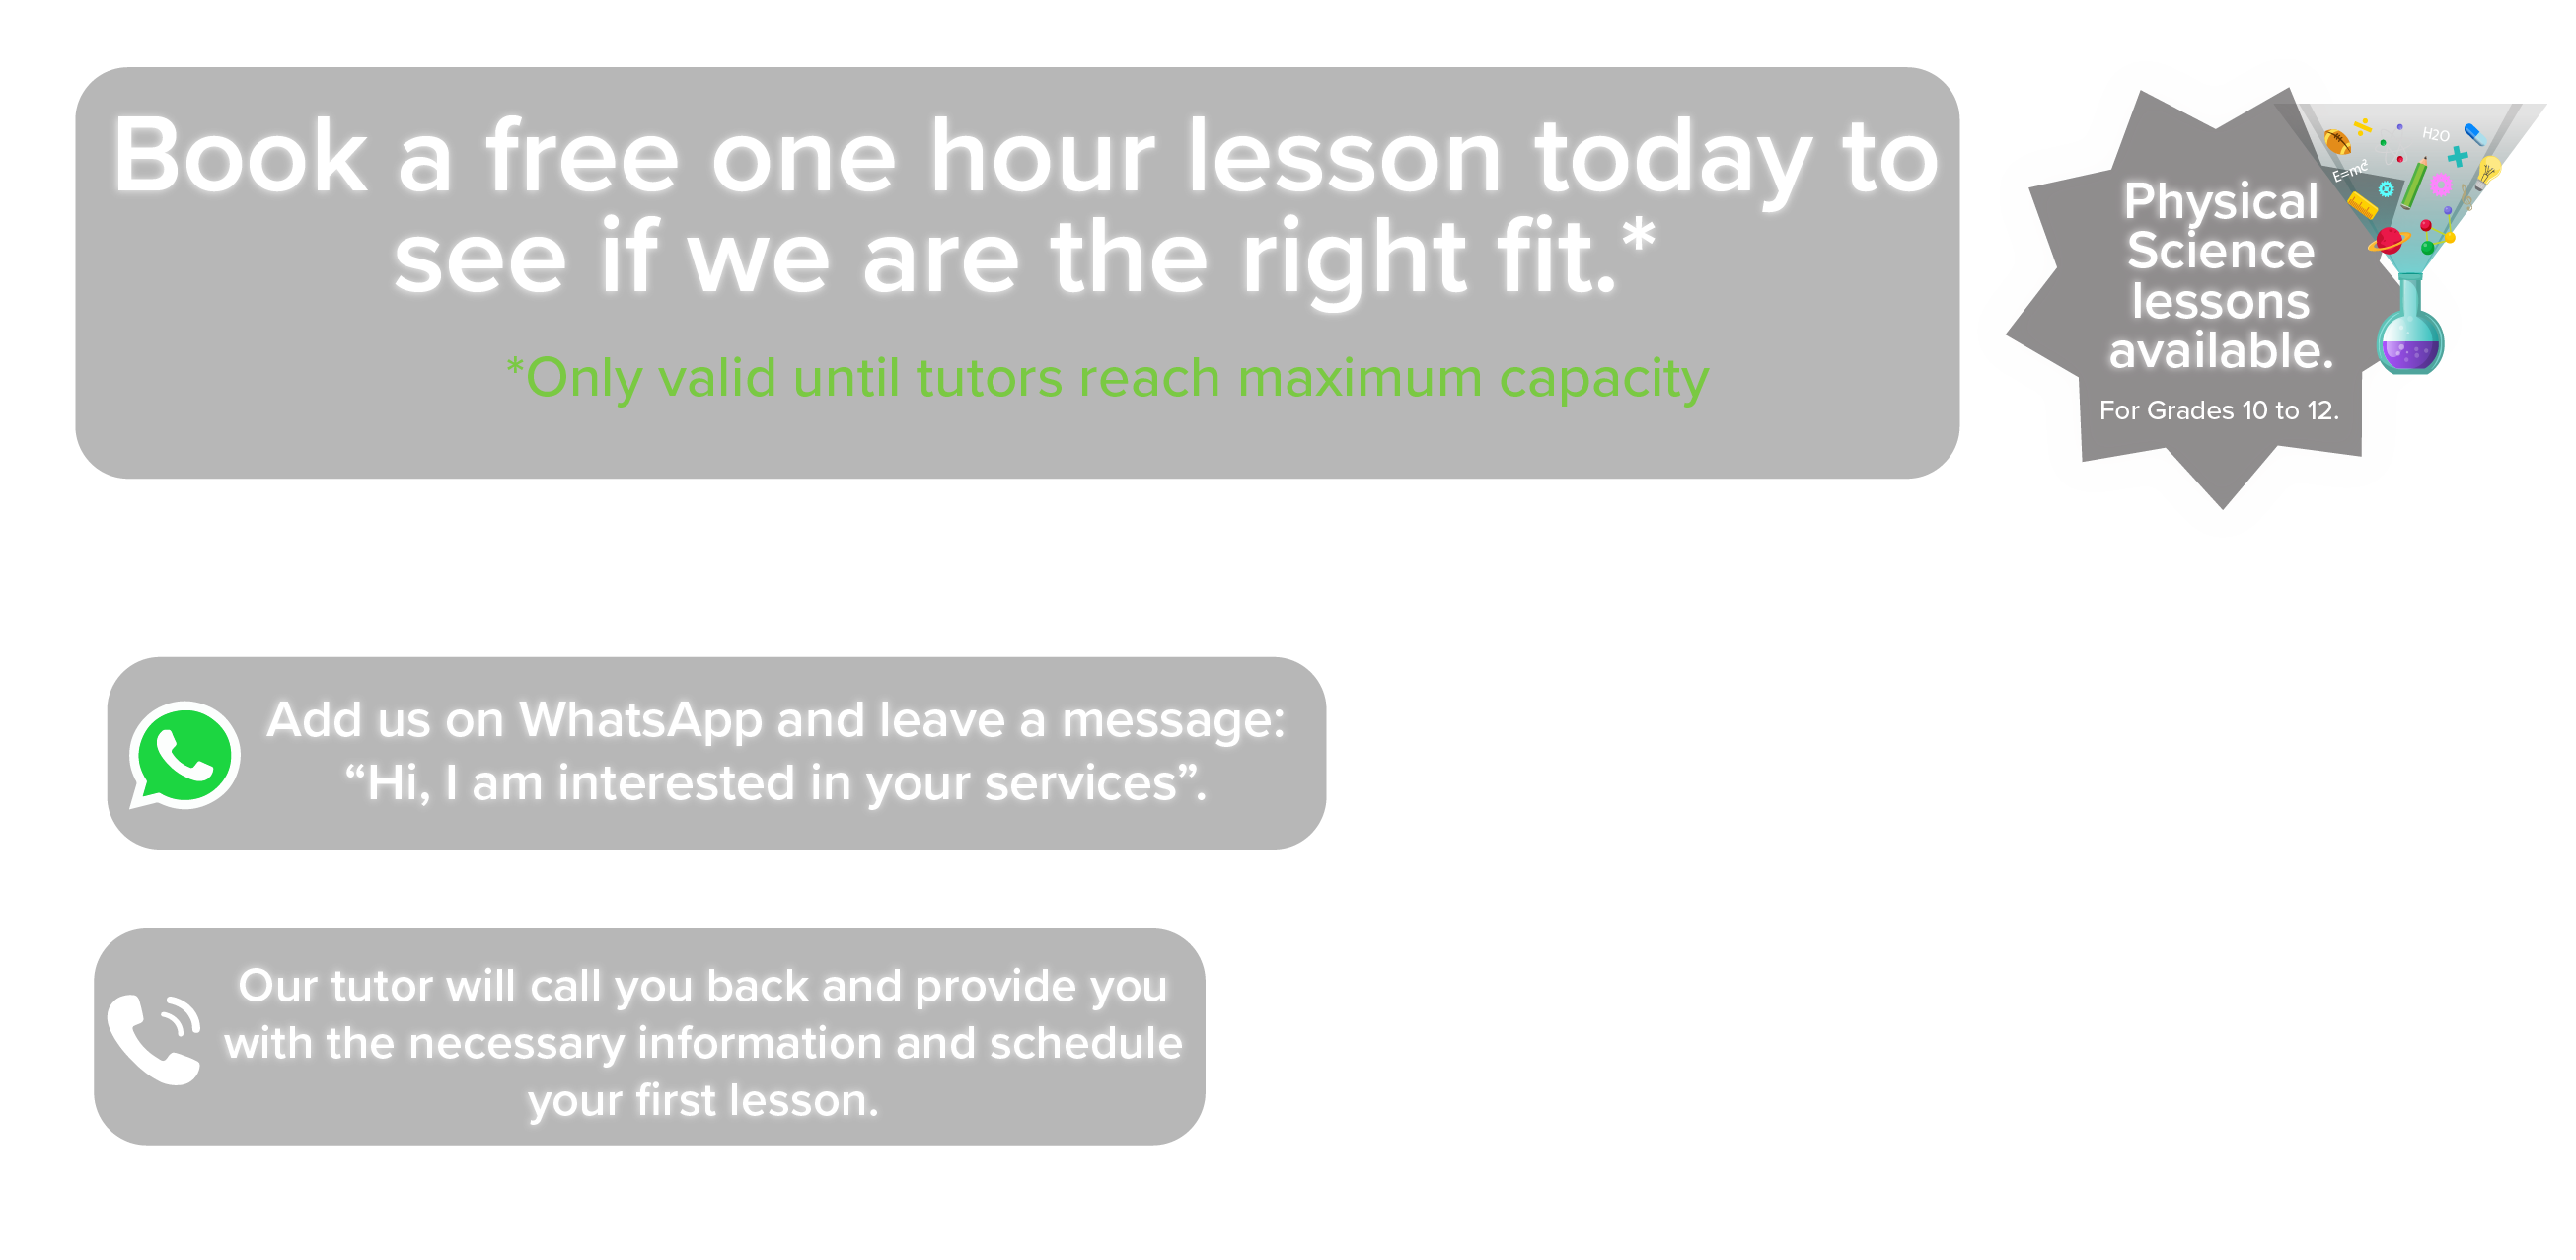 Book a free one hour lesson today to
see if we are the right fit.*
*Only valid until tutors reach maximum capacity
Physical
Science
lessons
available.
For Grades 10 to 12.
E=mc²
H2O
Add us on WhatsApp and leave a message:
“Hi, I am interested in your services”.
Our tutor will call you back and provide you
with the necessary information and schedule
your first lesson.